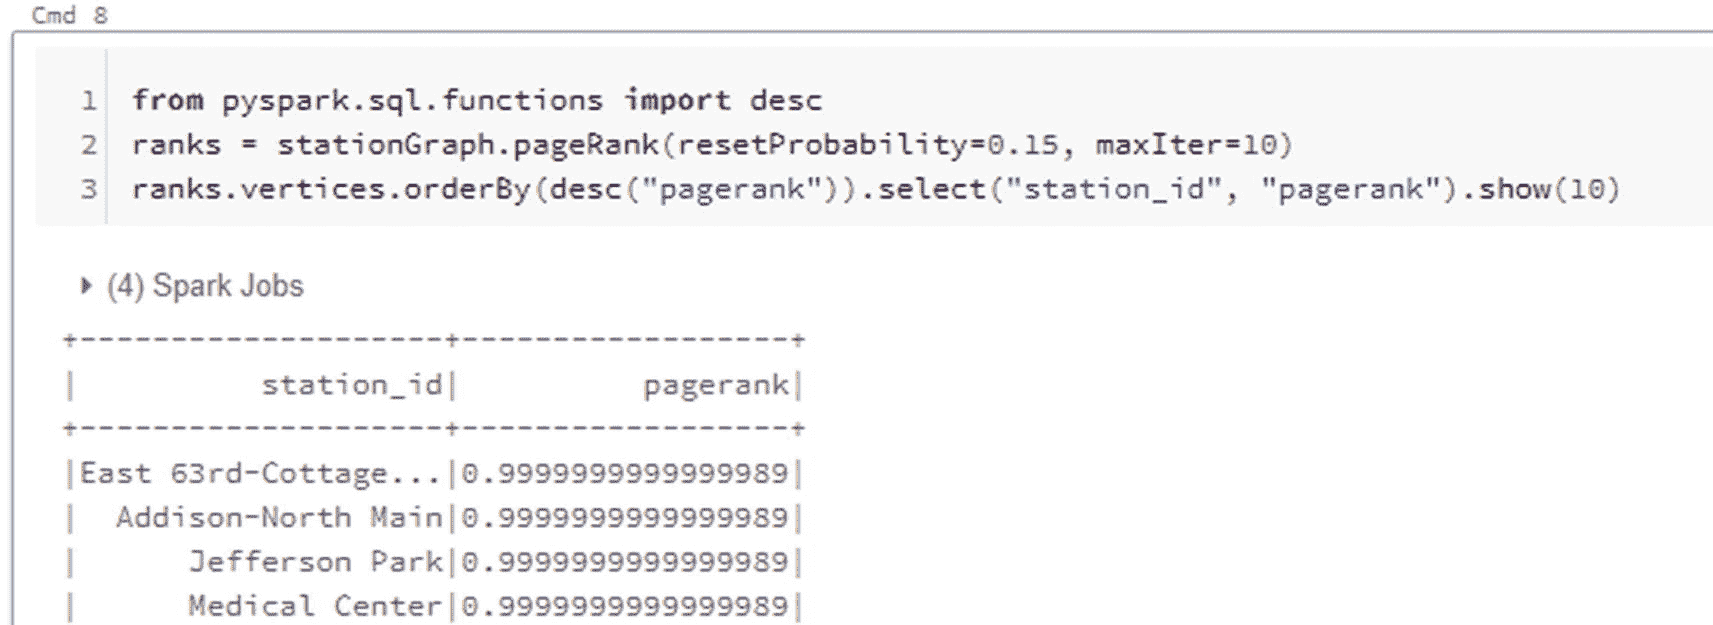 Cmd 8
1 from pyspark.sql.functions import desc
2 ranks = stationGraph.pageRank(resetProbability=0.15, maxIter=10)
3 ranks.vertices.orderBy(desc("pagerank")).select("station_id", "pagerank").show(10)
(4) Spark Jobs
+--------------------+------------------+
|          station_id|          pagerank|
+--------------------+------------------+
|East 63rd-Cottage...|0.9999999999999989|
|  Addison-North Main|0.9999999999999989|
|      Jefferson Park|0.9999999999999989|
|      Medical Center|0.9999999999999989|